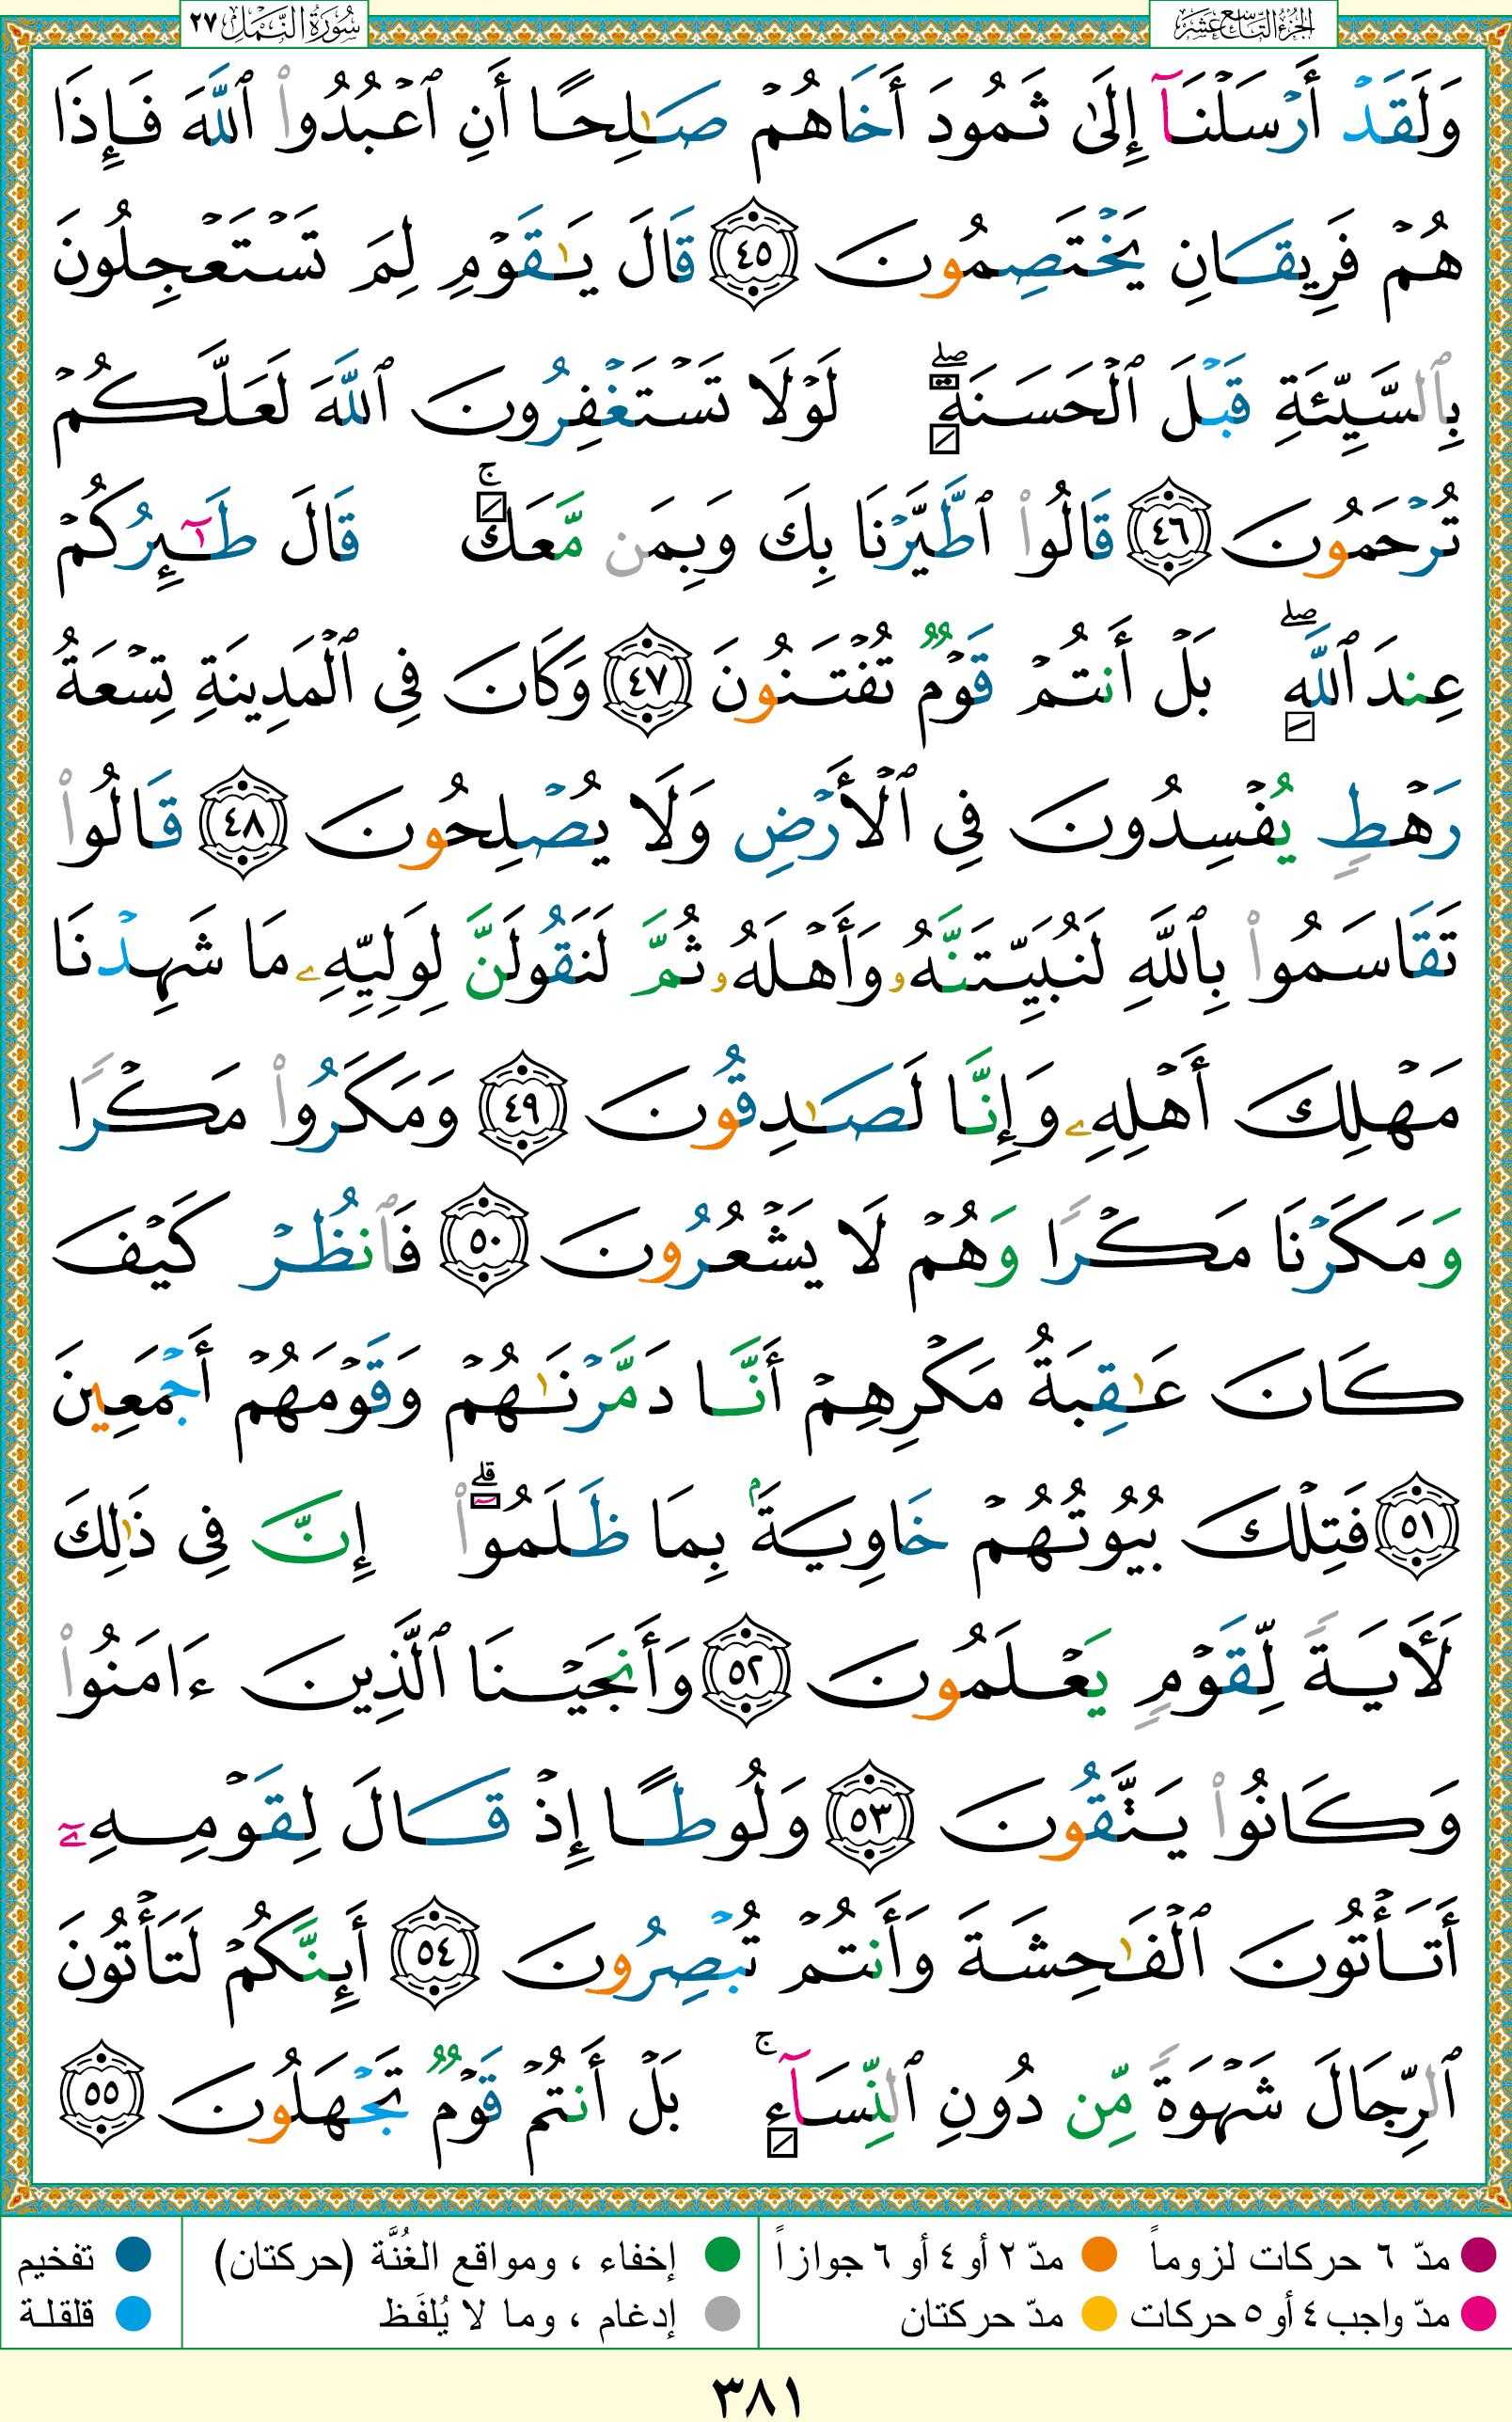 الجزء التاسع عشر
سورة النمل ٢٧
وَلَقَدۡ أَرۡسَلۡنَآ إِلَىٰ ثَمُودَ أَخَاهُمۡ صَٰلِحًا أَنِ ٱعۡبُدُواْ ٱللَّهَ فَإِذَا
هُمۡ فَرِيقَانِ يَخۡتَصِمُونَ ٤٥ قَالَ يَٰقَوۡمِ لِمَ تَسۡتَعۡجِلُونَ
بِٱلسَّيِّئَةِ قَبۡلَ ٱلۡحَسَنَةِۖ لَوۡلَا تَسۡتَغۡفِرُونَ ٱللَّهَ لَعَلَّكُمۡ
تُرۡحَمُونَ ٤٦ قَالُواْ ٱطَّيَّرۡنَا بِكَ وَبِمَن مَّعَكَۚ قَالَ طَٰٓئِرُكُمۡ
عِندَ ٱللَّهِۖ بَلۡ أَنتُمۡ قَوۡمٞ تُفۡتَنُونَ ٤٧ وَكَانَ فِي ٱلۡمَدِينَةِ تِسۡعَةُ
رَهۡطٖ يُفۡسِدُونَ فِي ٱلۡأَرۡضِ وَلَا يُصۡلِحُونَ ٤٨ قَالُواْ
تَقَاسَمُواْ بِٱللَّهِ لَنُبَيِّتَنَّهُۥ وَأَهۡلَهُۥ ثُمَّ لَنَقُولَنَّ لِوَلِيِّهِۦ مَا شَهِدۡنَا
مَهۡلِكَ أَهۡلِهِۦ وَإِنَّا لَصَٰدِقُونَ ٤٩ وَمَكَرُواْ مَكۡرٗا
وَمَكَرۡنَا مَكۡرٗا وَهُمۡ لَا يَشۡعُرُونَ ٥٠ فَٱنظُرۡ كَيۡفَ
كَانَ عَٰقِبَةُ مَكۡرِهِمۡ أَنَّا دَمَّرۡنَٰهُمۡ وَقَوۡمَهُمۡ أَجۡمَعِينَ
٥١ فَتِلۡكَ بُيُوتُهُمۡ خَاوِيَةَۢ بِمَا ظَلَمُوٓاْۗ إِنَّ فِي ذَٰلِكَ
لَأٓيَةٗ لِّقَوۡمٖ يَعۡلَمُونَ ٥٢ وَأَنجَيۡنَا ٱلَّذِينَ ءَامَنُواْ
وَكَانُواْ يَتَّقُونَ ٥٣ وَلُوطًا إِذۡ قَالَ لِقَوۡمِهِۦٓ
أَتَأۡتُونَ ٱلۡفَٰحِشَةَ وَأَنتُمۡ تُبۡصِرُونَ ٥٤ أَئِنَّكُمۡ لَتَأۡتُونَ
ٱلرِّجَالَ شَهۡوَةٗ مِّن دُونِ ٱلنِّسَآءِۚ بَلۡ أَنتُمۡ قَوۡمٞ تَجۡهَلُونَ ٥٥
مدّ ٦ حركات لزوماً
مدّ ٢ أو ٤ أو ٦ جوازاً
إخفاء ، ومواقع الغُنَّة (حركتان)
تفخيم
مدّ واجب ٤ أو ٥ حركات
مدّ حركتان
إدغام ، وما لا يُلفَظ
قلقلة
٣٨١